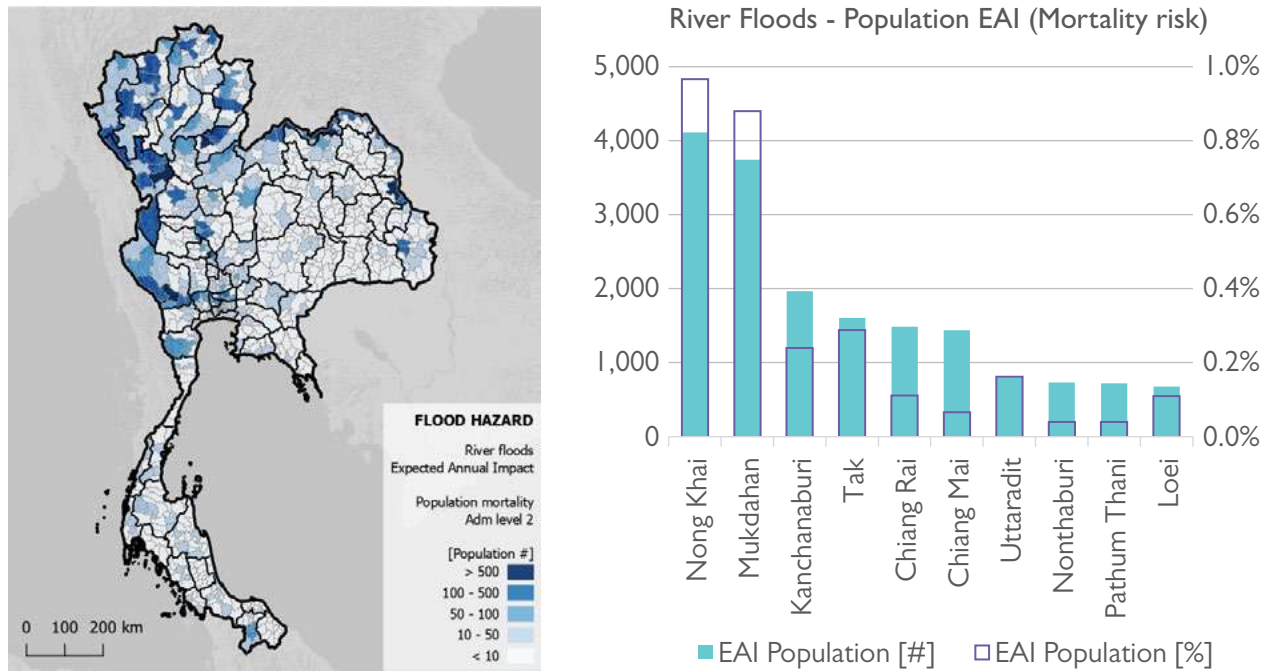 FLOOD HAZARD
River floods
Expected Annual Impact
Population mortality
Adm level 2
[Population #]
> 500
100 - 500
50 - 100
10 - 50
< 10
0 100 200 km
River Floods - Population EAI (Mortality risk)
5,000
4,000
3,000
2,000
1,000
0
1.0%
0.8%
0.6%
0.4%
0.2%
0.0%
Nong Khai
Mukdahan
Kanchanaburi
Tak
Chiang Rai
Chiang Mai
Uttaradit
Nonthaburi
Pathum Thani
Loei
EAI Population [#] EAI Population [%]